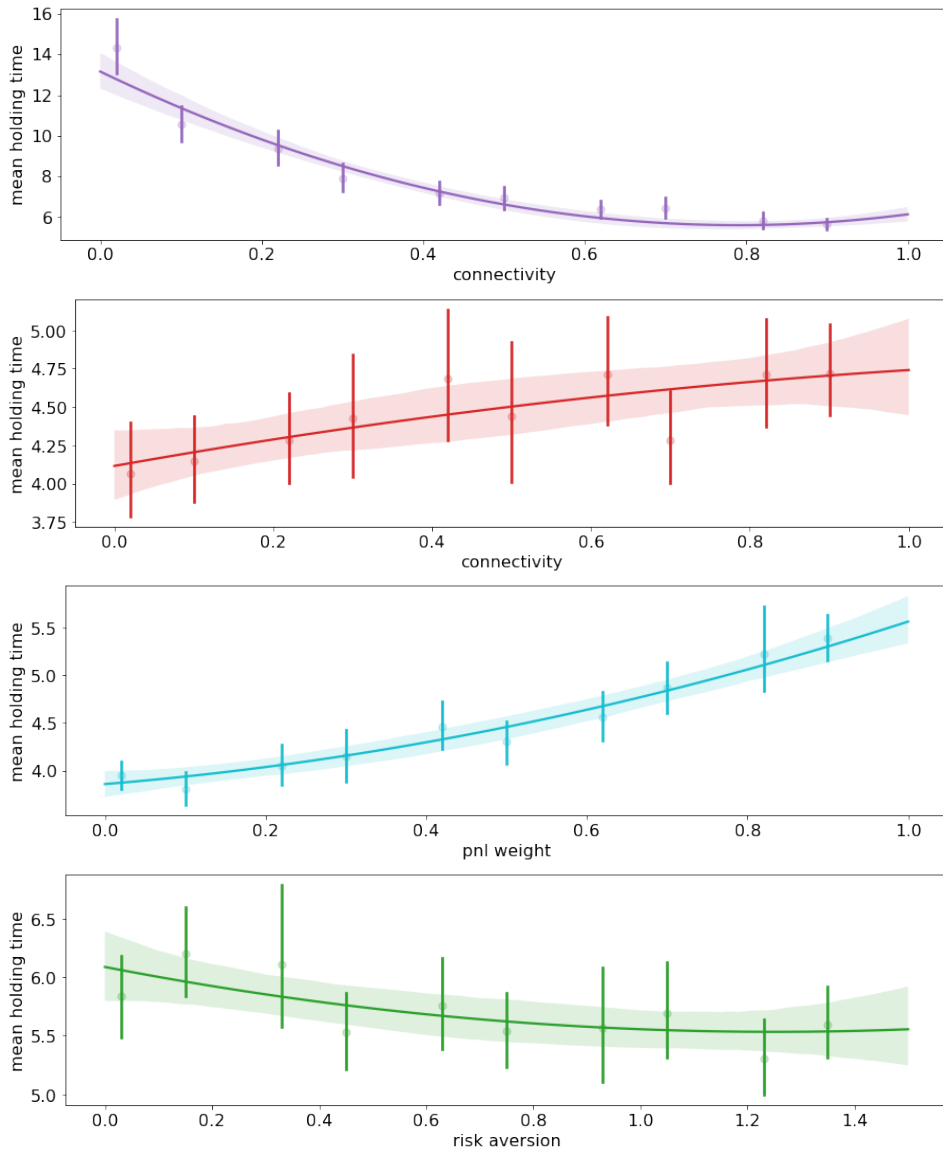 16
14
12
10
8
6
mean holding time
0.0 0.2 0.4 0.6 0.8 1.0
connectivity
5.00
4.75
4.50
4.25
4.00
3.75
mean holding time
0.0 0.2 0.4 0.6 0.8 1.0
connectivity
5.5
5.0
4.5
4.0
mean holding time
0.0 0.2 0.4 0.6 0.8 1.0
pnl weight
6.5
6.0
5.5
5.0
mean holding time
0.0 0.2 0.4 0.6 0.8 1.0 1.2 1.4
risk aversion